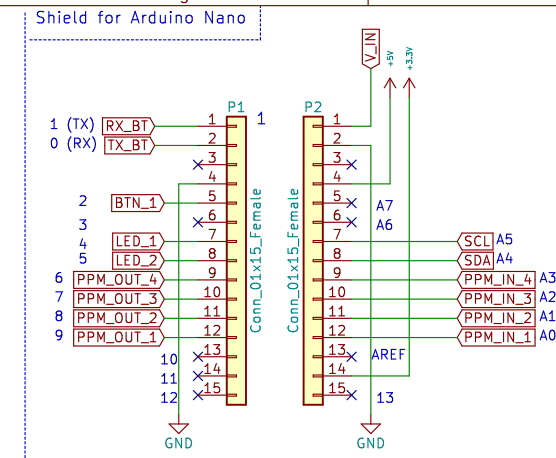 Shield for Arduino Nano
V_IN
+5V
+3.3V
P1
P2
1
1 (TX) RX_BT 1
0 (RX) TX_BT 2
3
4
2 BTN_1 5
3 6
4 LED_1 7
5 LED_2 8
6 PPM_OUT_4 9
7 PPM_OUT_3 10
8 PPM_OUT_2 11
9 PPM_OUT_1 12
10 13
11 14
12 15
GND
Conn_01x15_Female
Conn_01x15_Female
1
2
3
4
5 A7
6 A6
7 SCL A5
8 SDA A4
9 PPM_IN_4 A3
10 PPM_IN_3 A2
11 PPM_IN_2 A1
12 PPM_IN_1 A0
13 AREF
14
15 13
GND